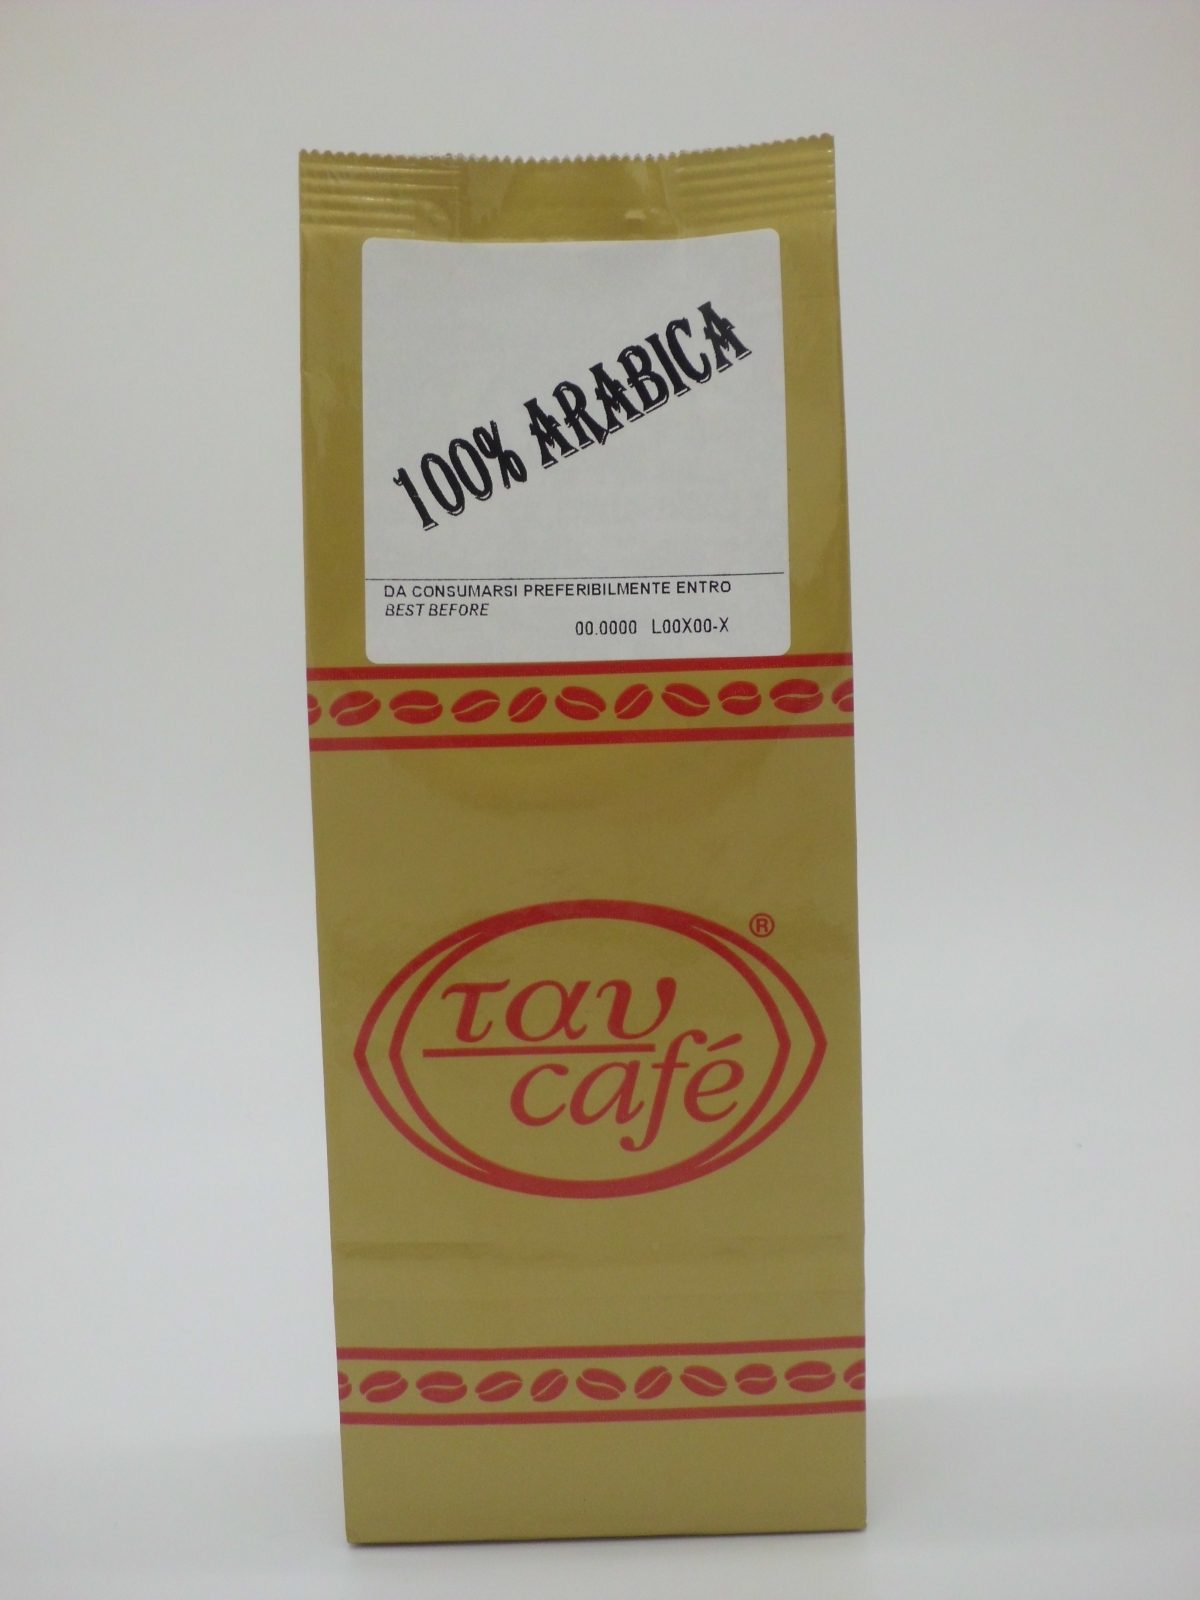 100% ARABICA
DA CONSUMARSI PREFERIBILMENTE ENTRO
BEST BEFORE
00.0000 L00X00-X
®
ταυ
café